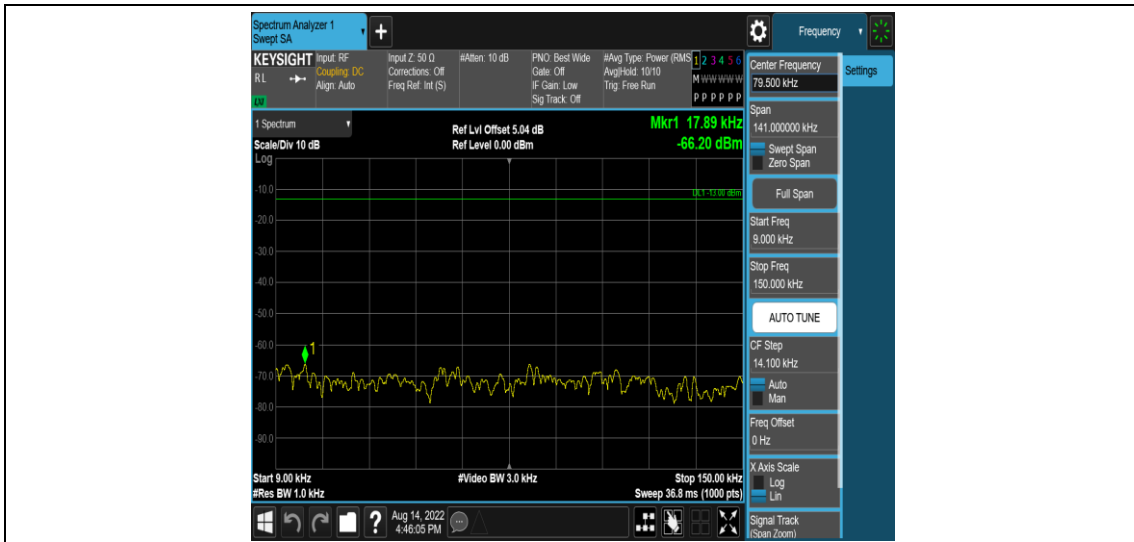 Spectrum Analyzer 1
Swept SA
+
Frequency
KEYSIGHT
Input: RF
Input Z: 50 Ω
#Atten: 10 dB
PNO: Best Wide
#Avg Type: Power (RMS
1 2 3 4 5 6
RL
Coupling: DC
Corrections: Off
Gate: Off
Avg|Hold: 10/10
M W W W W W
Align: Auto
Freq Ref: Int (S)
IF Gain: Low
Trig: Free Run
Sig Track: Off
P P P P P P
LXI
1 Spectrum
Ref Lvl Offset 5.04 dB
Mkr1 17.89 kHz
Scale/Div 10 dB
Ref Level 0.00 dBm
-66.20 dBm
Log
DL1 -13.00 dBm
-10.0
-20.0
-30.0
-40.0
-50.0
-60.0
1
-70.0
-80.0
-90.0
Start 9.00 kHz
#Video BW 3.0 kHz
Stop 150.00 kHz
#Res BW 1.0 kHz
Sweep 36.8 ms (1000 pts)
?
Aug 14, 2022
4:46:05 PM
Center Frequency
79.500 kHz
Settings
Span
141.000000 kHz
Swept Span
Zero Span
Full Span
Start Freq
9.000 kHz
Stop Freq
150.000 kHz
AUTO TUNE
CF Step
14.100 kHz
Auto
Man
Freq Offset
0 Hz
X Axis Scale
Log
Lin
Signal Track
(Span Zoom)